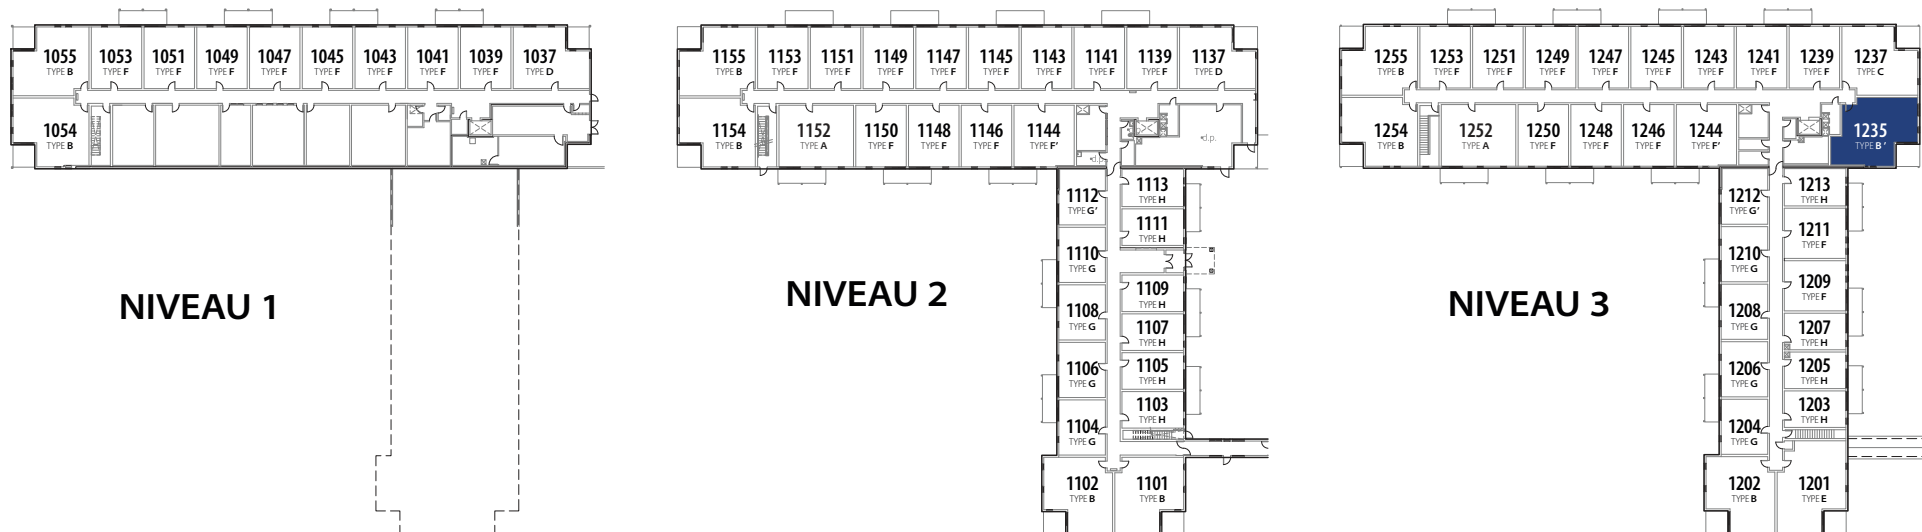 1055
TYPE B
1053
TYPE F
1051
TYPE F
1049
TYPE F
1047
TYPE F
1045
TYPE F
1043
TYPE F
1041
TYPE F
1039
TYPE F
1037
TYPE D
1054
TYPE B
NIVEAU 1
1155
TYPE B
1153
TYPE F
1151
TYPE F
1149
TYPE F
1147
TYPE F
1145
TYPE F
1143
TYPE F
1141
TYPE F
1139
TYPE F
1137
TYPE D
1154
TYPE B
1152
TYPE A
1150
TYPE F
1148
TYPE F
1146
TYPE F
1144
TYPE F'
d.p.
1112
TYPE G'
1113
TYPE H
1111
TYPE H
1110
TYPE G
1109
TYPE H
1108
TYPE G
1107
TYPE H
1106
TYPE G
1105
TYPE H
1104
TYPE G
1103
TYPE H
1102
TYPE B
1101
TYPE B
NIVEAU 2
1255
TYPE B
1253
TYPE F
1251
TYPE F
1249
TYPE F
1247
TYPE F
1245
TYPE F
1243
TYPE F
1241
TYPE F
1239
TYPE F
1237
TYPE C
1254
TYPE B
1252
TYPE A
1250
TYPE F
1248
TYPE F
1246
TYPE F
1244
TYPE F'
1235
TYPE B'
1212
TYPE G'
1213
TYPE H
1211
TYPE F
1210
TYPE G
1209
TYPE F
1208
TYPE G
1207
TYPE H
1206
TYPE G
1205
TYPE H
1204
TYPE G
1203
TYPE H
1202
TYPE B
1201
TYPE E
NIVEAU 3